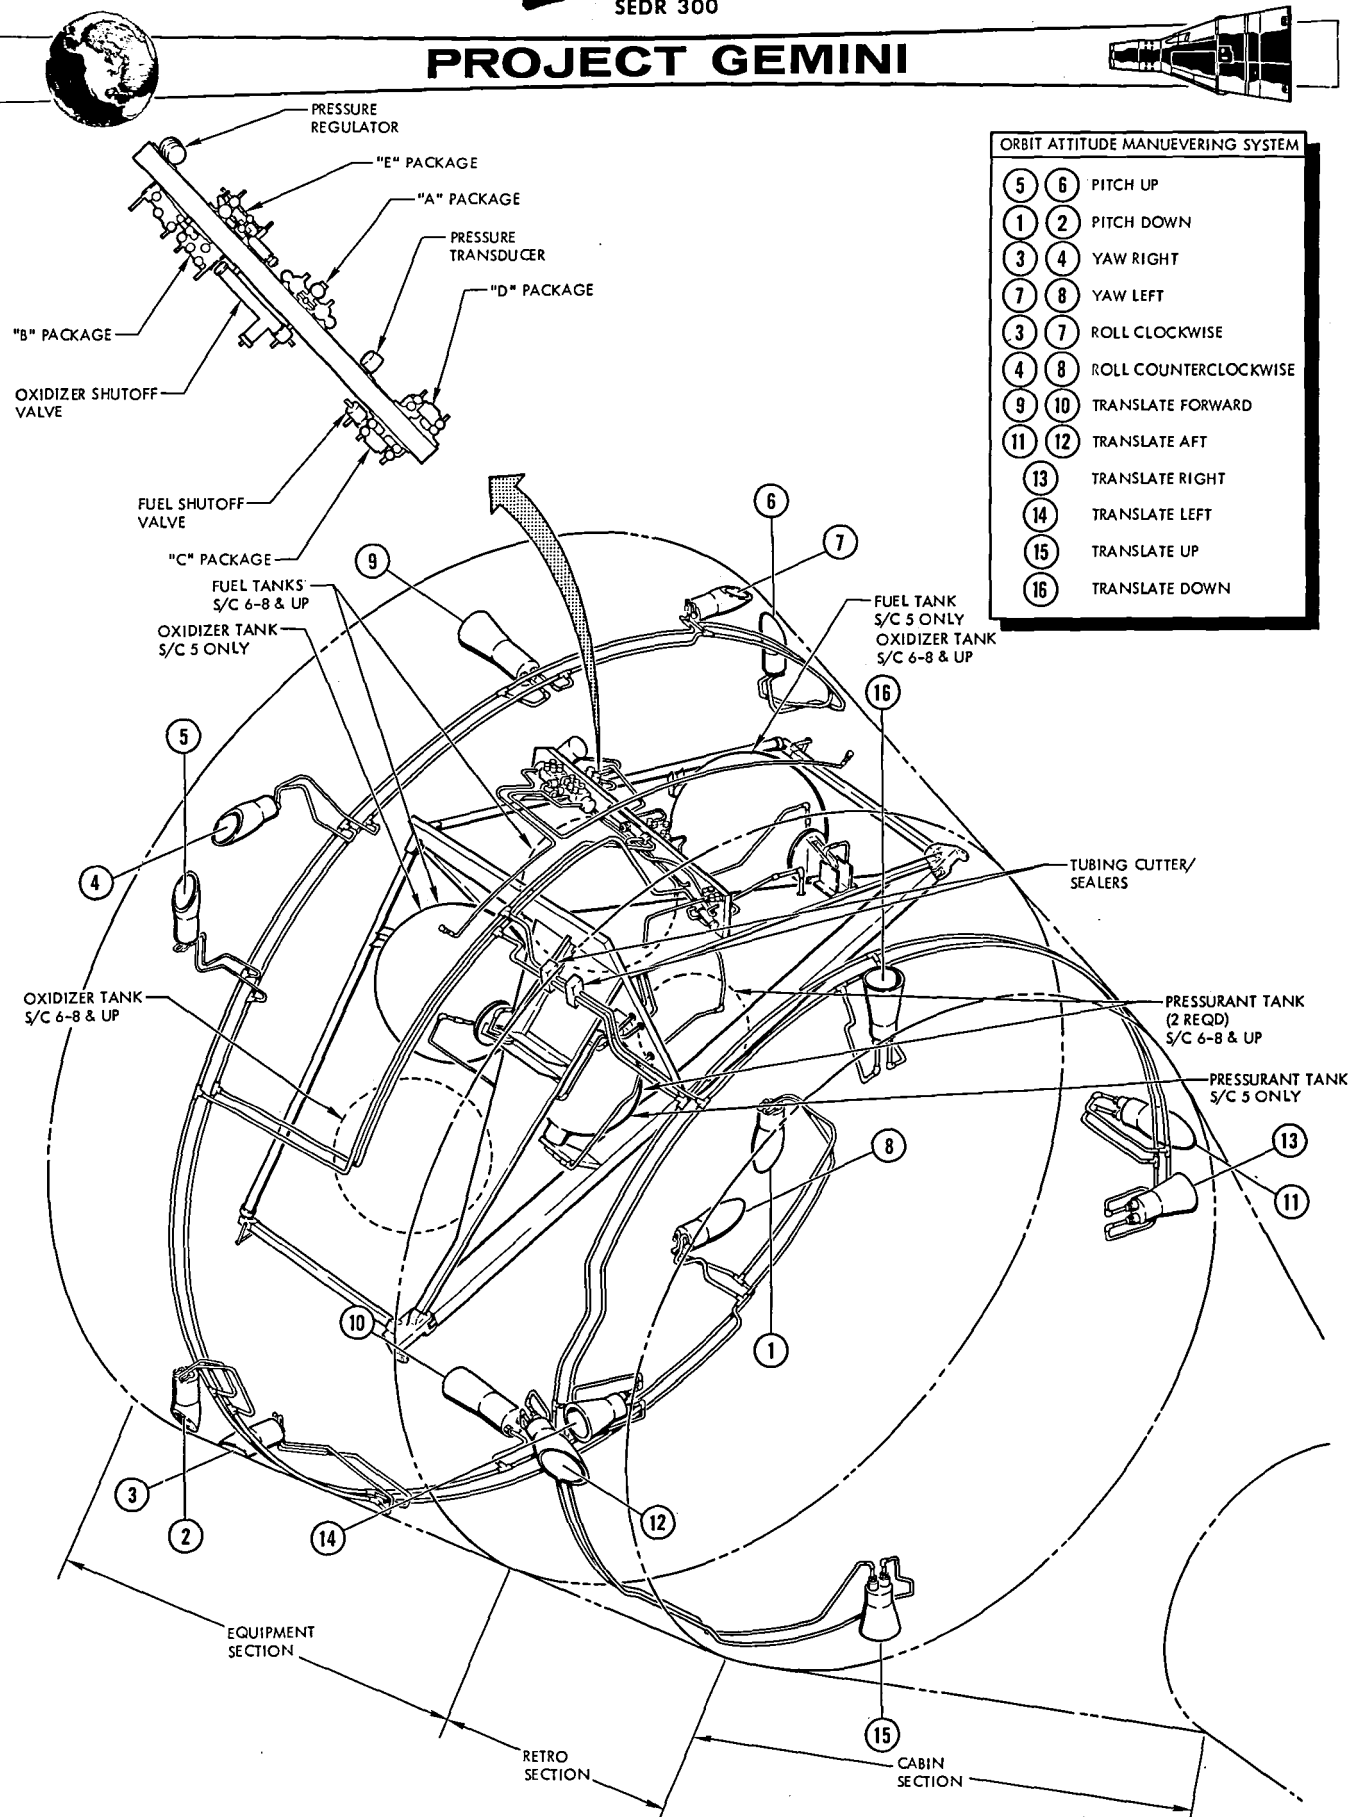 SEDR 300
PROJECT GEMINI
PRESSURE
REGULATOR
"E" PACKAGE
"A" PACKAGE
PRESSURE
TRANSDUCER
"D" PACKAGE
"B" PACKAGE
OXIDIZER SHUTOFF
VALVE
FUEL SHUTOFF
VALVE
"C" PACKAGE
ORBIT ATTITUDE MANUEVERING SYSTEM
5 6 PITCH UP
1 2 PITCH DOWN
3 4 YAW RIGHT
7 8 YAW LEFT
3 7 ROLL CLOCKWISE
4 8 ROLL COUNTERCLOCKWISE
9 10 TRANSLATE FORWARD
11 12 TRANSLATE AFT
13 TRANSLATE RIGHT
14 TRANSLATE LEFT
15 TRANSLATE UP
16 TRANSLATE DOWN
6
7
9
FUEL TANKS
S/C 6-8 & UP
OXIDIZER TANK
S/C 5 ONLY
FUEL TANK
S/C 5 ONLY
OXIDIZER TANK
S/C 6-8 & UP
16
5
4
TUBING CUTTER/
SEALERS
OXIDIZER TANK
S/C 6-8 & UP
PRESSURANT TANK
(2 REQD)
S/C 6-8 & UP
PRESSURANT TANK
S/C 5 ONLY
8
13
11
10
1
3
2
14
12
EQUIPMENT
SECTION
15
RETRO
SECTION
CABIN
SECTION